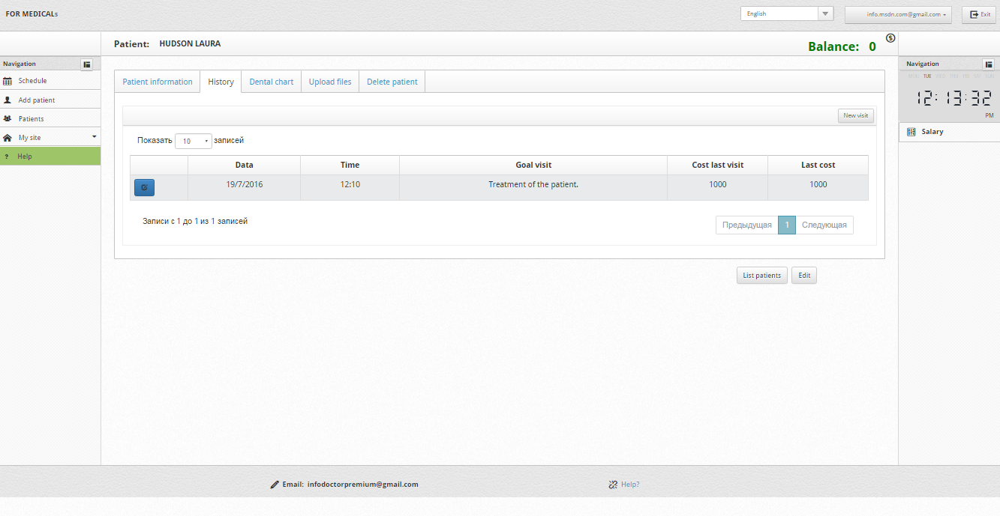 FOR MEDICALs
English
info.msdn.com@gmail.com
Exit
Patient: HUDSON LAURA
Balance: 0
Navigation
Schedule
Add patient
Patients
My site
? Help
Patient information
History
Dental chart
Upload files
Delete patient
New visit
Показать 10 записей
Data Time Goal visit Cost last visit Last cost
19/7/2016 12:10 Treatment of the patient. 1000 1000
Записи с 1 до 1 из 1 записей
Предыдущая 1 Следующая
List patients
Edit
Navigation
MON TUE WED THU FRI SAT SUN
12:13:32
PM
Salary
Email: infodoctorpremium@gmail.com
Help?